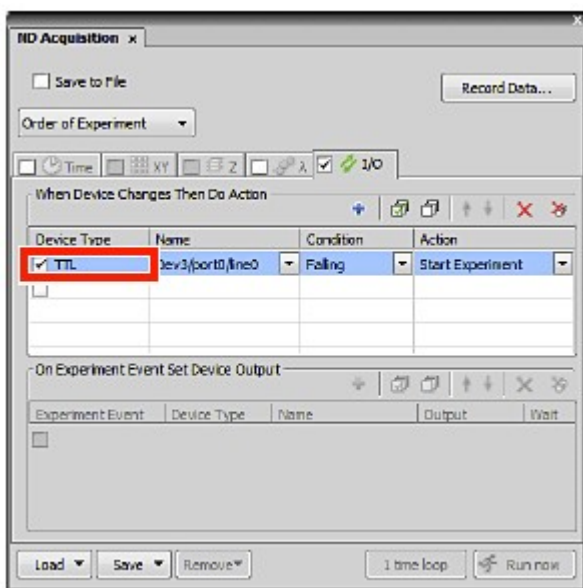 ND Acquisition x
Save to File
Record Data...
Order of Experiment
Time XY Z λ I/O
When Device Changes Then Do Action
Device Type Name Condition Action
TTL Dev3/port0/line0 Falling Start Experiment
On Experiment Event Set Device Output
Experiment Event Device Type Name Output Wait
Load Save Remove 1 time loop Run now